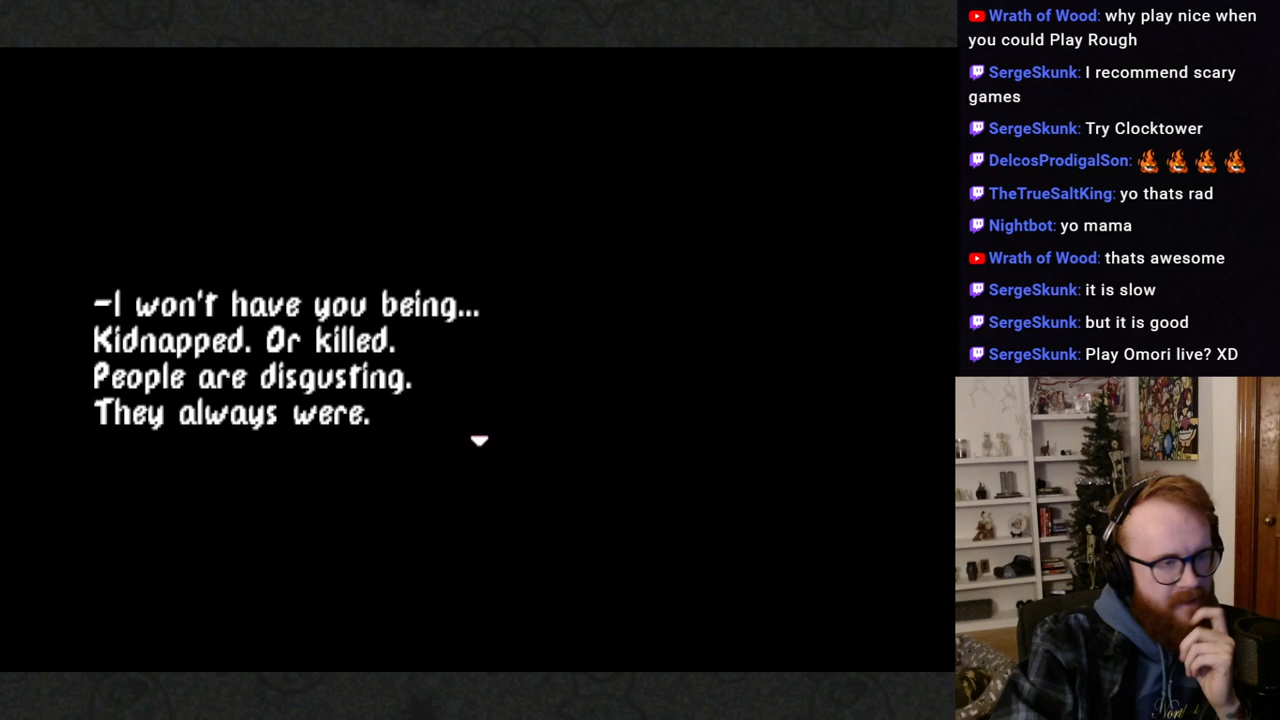 -I won't have you being...
Kidnapped. Or killed.
People are disgusting.
They always were.
Wrath of Wood: why play nice when
you could Play Rough
SergeSkunk: I recommend scary
games
SergeSkunk: Try Clocktower
DelcosProdigalSon:
TheTrueSaltKing: yo thats rad
Nightbot: yo mama
Wrath of Wood: thats awesome
SergeSkunk: it is slow
SergeSkunk: but it is good
SergeSkunk: Play Omori live? XD